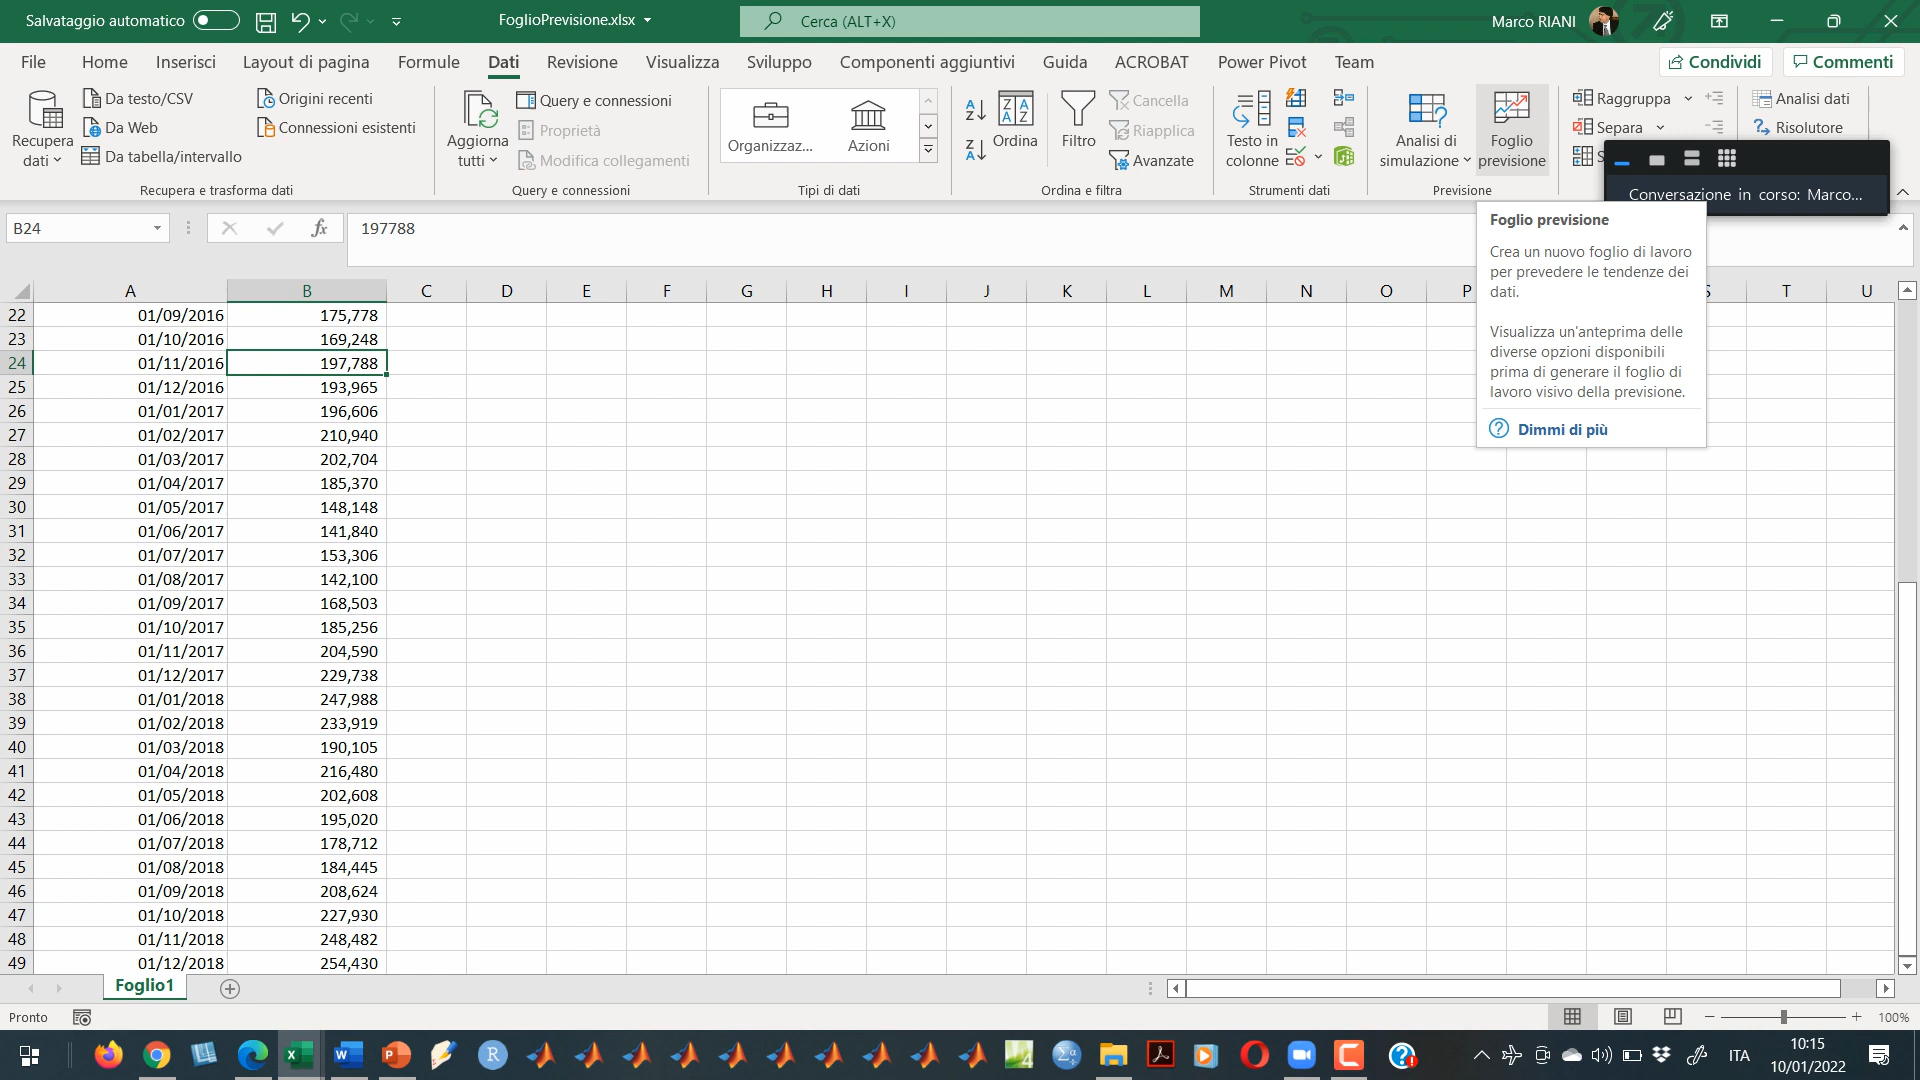 Salvataggio automatico
FoglioPrevisione.xlsx
Cerca (ALT+X)
Marco RIANI
File Home Inserisci Layout di pagina Formule Dati Revisione Visualizza Sviluppo Componenti aggiuntivi Guida ACROBAT Power Pivot Team
Condividi
Commenti
Recupera dati
Da testo/CSV
Da Web
Da tabella/intervallo
Origini recenti
Connessioni esistenti
Recupera e trasforma dati
Aggiorna tutti
Query e connessioni
Proprietà
Modifica collegamenti
Query e connessioni
Organizzaz...
Azioni
Tipi di dati
Ordina
Filtro
Cancella
Riapplica
Avanzate
Ordina e filtra
Testo in colonne
Strumenti dati
Analisi di simulazione
Foglio previsione
Previsione
Raggruppa
Separa
Analisi dati
Risolutore
Conversazione in corso: Marco...
B24
fx
197788
Foglio previsione
Crea un nuovo foglio di lavoro
per prevedere le tendenze dei
dati.
Visualizza un'anteprima delle
diverse opzioni disponibili
prima di generare il foglio di
lavoro visivo della previsione.
Dimmi di più
A B C D E F G H I J K L M N O P S T U
22 01/09/2016 175,778
23 01/10/2016 169,248
24 01/11/2016 197,788
25 01/12/2016 193,965
26 01/01/2017 196,606
27 01/02/2017 210,940
28 01/03/2017 202,704
29 01/04/2017 185,370
30 01/05/2017 148,148
31 01/06/2017 141,840
32 01/07/2017 153,306
33 01/08/2017 142,100
34 01/09/2017 168,503
35 01/10/2017 185,256
36 01/11/2017 204,590
37 01/12/2017 229,738
38 01/01/2018 247,988
39 01/02/2018 233,919
40 01/03/2018 190,105
41 01/04/2018 216,480
42 01/05/2018 202,608
43 01/06/2018 195,020
44 01/07/2018 178,712
45 01/08/2018 184,445
46 01/09/2018 208,624
47 01/10/2018 227,930
48 01/11/2018 248,482
49 01/12/2018 254,430
Foglio1
Pronto
100%
ITA
10:15
10/01/2022